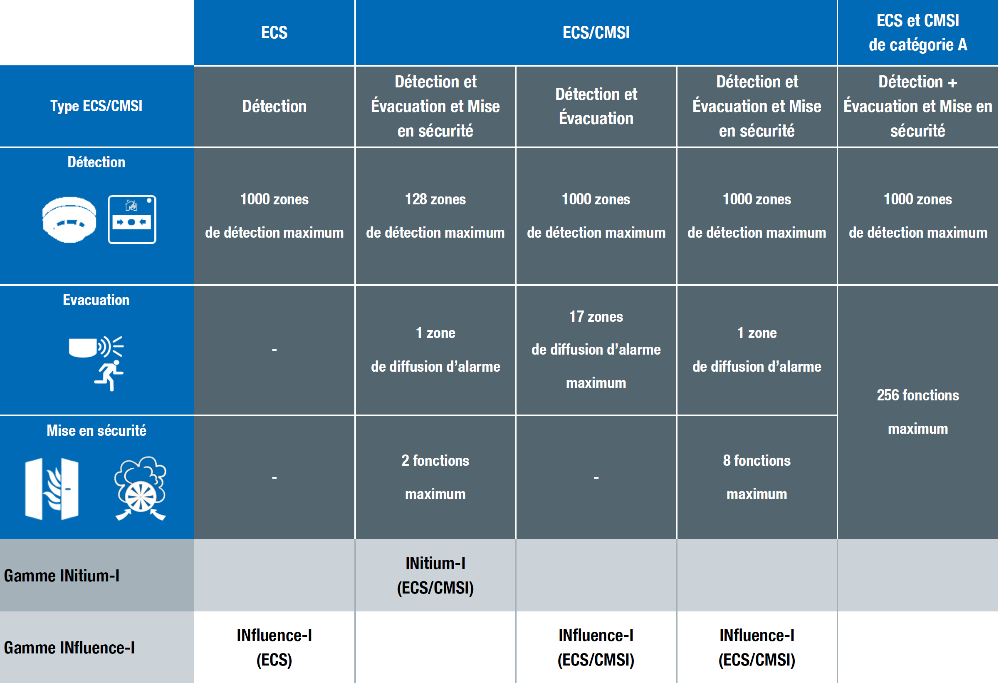 ECS
ECS/CMSI
ECS et CMSI
de catégorie A
Type ECS/CMSI
Détection
Détection et
Évacuation et Mise
en sécurité
Détection et
Évacuation
Détection et
Évacuation et Mise
en sécurité
Détection +
Évacuation et Mise en
sécurité
Détection
1000 zones
de détection maximum
128 zones
de détection maximum
1000 zones
de détection maximum
1000 zones
de détection maximum
1000 zones
de détection maximum
Evacuation
-
1 zone
de diffusion d’alarme
17 zones
de diffusion d’alarme
maximum
1 zone
de diffusion d’alarme
256 fonctions
maximum
Mise en sécurité
-
2 fonctions
maximum
-
8 fonctions
maximum
Gamme INitium-I
INitium-I
(ECS/CMSI)
Gamme INfluence-I
INfluence-I
(ECS)
INfluence-I
(ECS/CMSI)
INfluence-I
(ECS/CMSI)